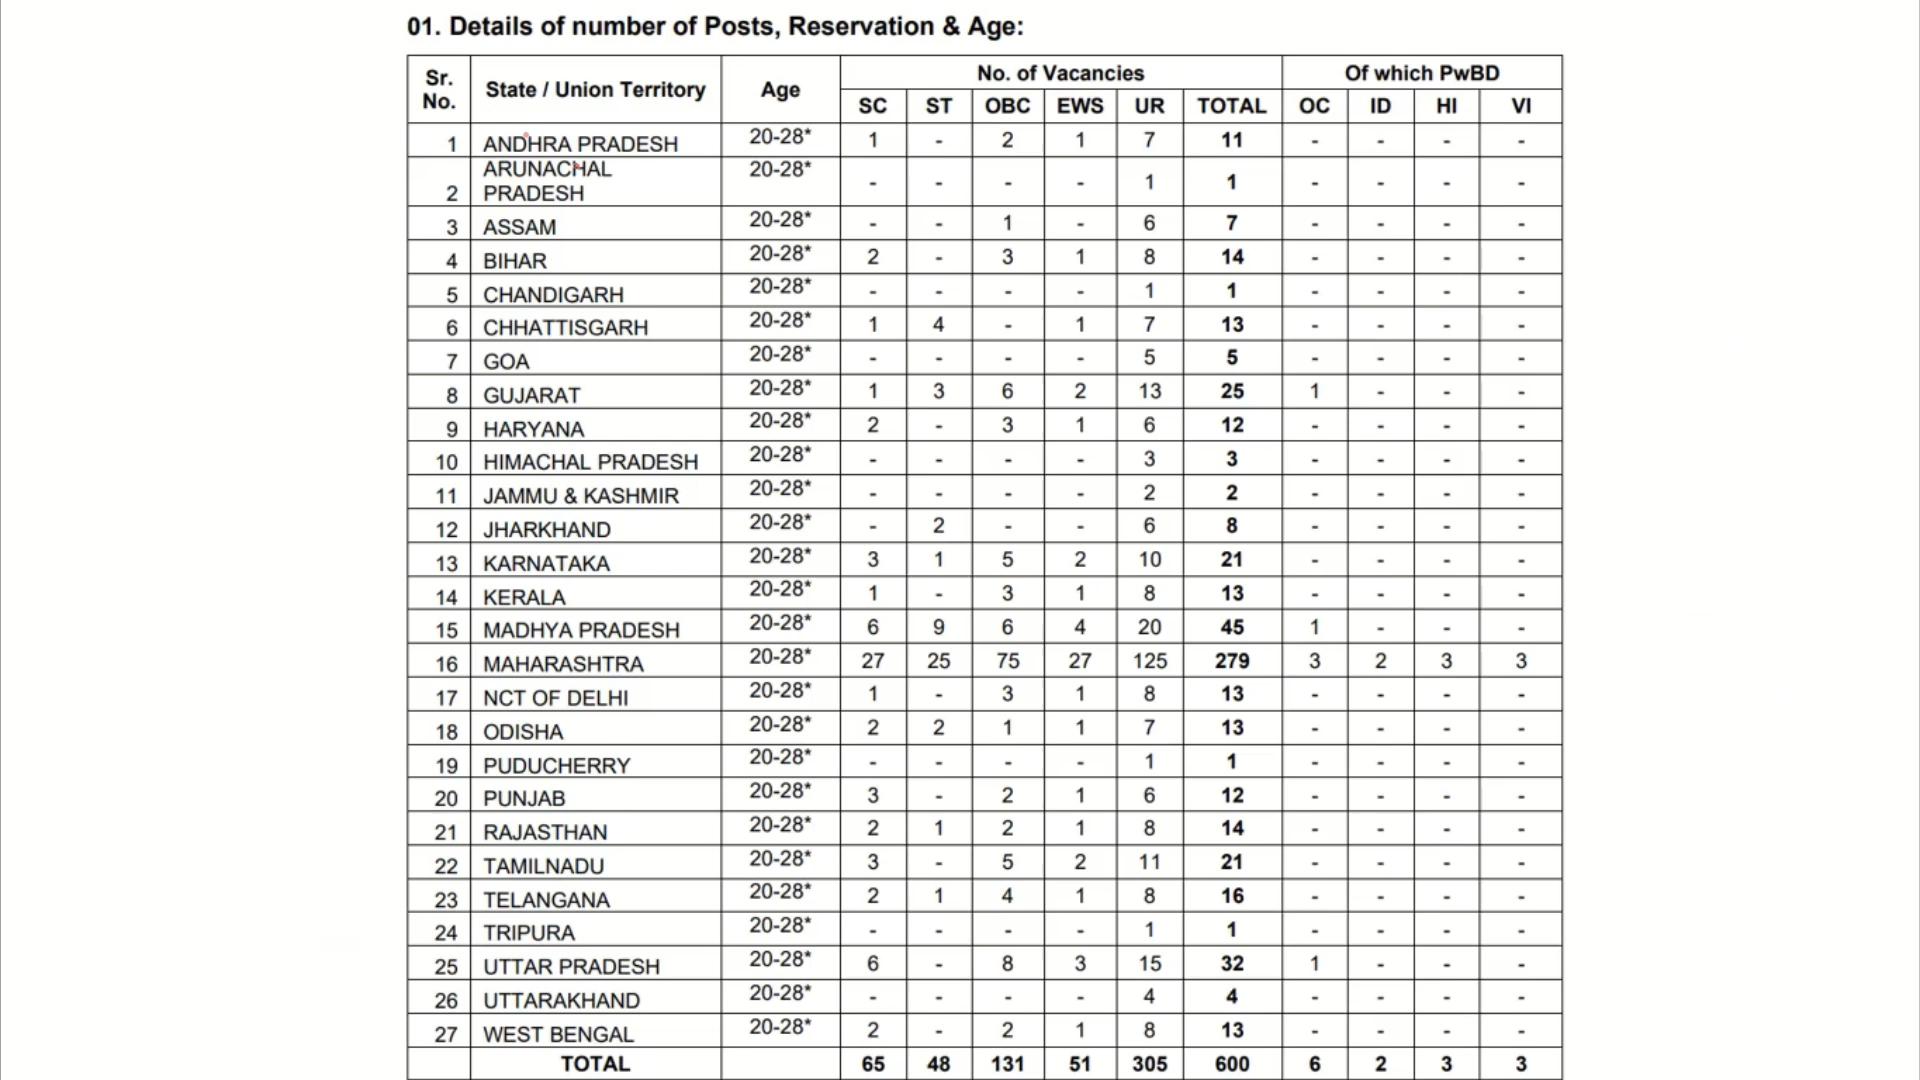 01. Details of number of Posts, Reservation & Age:
Sr. No. State / Union Territory Age No. of Vacancies Of which PwBD
SC ST OBC EWS UR TOTAL OC ID HI VI
1 ANDHRA PRADESH 20-28* 1 - 2 1 7 11 - - - -
2 ARUNACHAL PRADESH 20-28* - - - - 1 1 - - - -
3 ASSAM 20-28* - - 1 - 6 7 - - - -
4 BIHAR 20-28* 2 - 3 1 8 14 - - - -
5 CHANDIGARH 20-28* - - - - 1 1 - - - -
6 CHHATTISGARH 20-28* 1 4 - 1 7 13 - - - -
7 GOA 20-28* - - - - 5 5 - - - -
8 GUJARAT 20-28* 1 3 6 2 13 25 1 - - -
9 HARYANA 20-28* 2 - 3 1 6 12 - - - -
10 HIMACHAL PRADESH 20-28* - - - - 3 3 - - - -
11 JAMMU & KASHMIR 20-28* - - - - 2 2 - - - -
12 JHARKHAND 20-28* - 2 - - 6 8 - - - -
13 KARNATAKA 20-28* 3 1 5 2 10 21 - - - -
14 KERALA 20-28* 1 - 3 1 8 13 - - - -
15 MADHYA PRADESH 20-28* 6 9 6 4 20 45 1 - - -
16 MAHARASHTRA 20-28* 27 25 75 27 125 279 3 2 3 3
17 NCT OF DELHI 20-28* 1 - 3 1 8 13 - - - -
18 ODISHA 20-28* 2 2 1 1 7 13 - - - -
19 PUDUCHERRY 20-28* - - - - 1 1 - - - -
20 PUNJAB 20-28* 3 - 2 1 6 12 - - - -
21 RAJASTHAN 20-28* 2 1 2 1 8 14 - - - -
22 TAMILNADU 20-28* 3 - 5 2 11 21 - - - -
23 TELANGANA 20-28* 2 1 4 1 8 16 - - - -
24 TRIPURA 20-28* - - - - 1 1 - - - -
25 UTTAR PRADESH 20-28* 6 - 8 3 15 32 1 - - -
26 UTTARAKHAND 20-28* - - - - 4 4 - - - -
27 WEST BENGAL 20-28* 2 - 2 1 8 13 - - - -
TOTAL 65 48 131 51 305 600 6 2 3 3